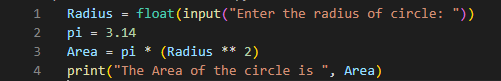 1 Radius = float(input("Enter the radius of circle: "))
2 pi = 3.14
3 Area = pi * (Radius ** 2)
4 print("The Area of the circle is ", Area)